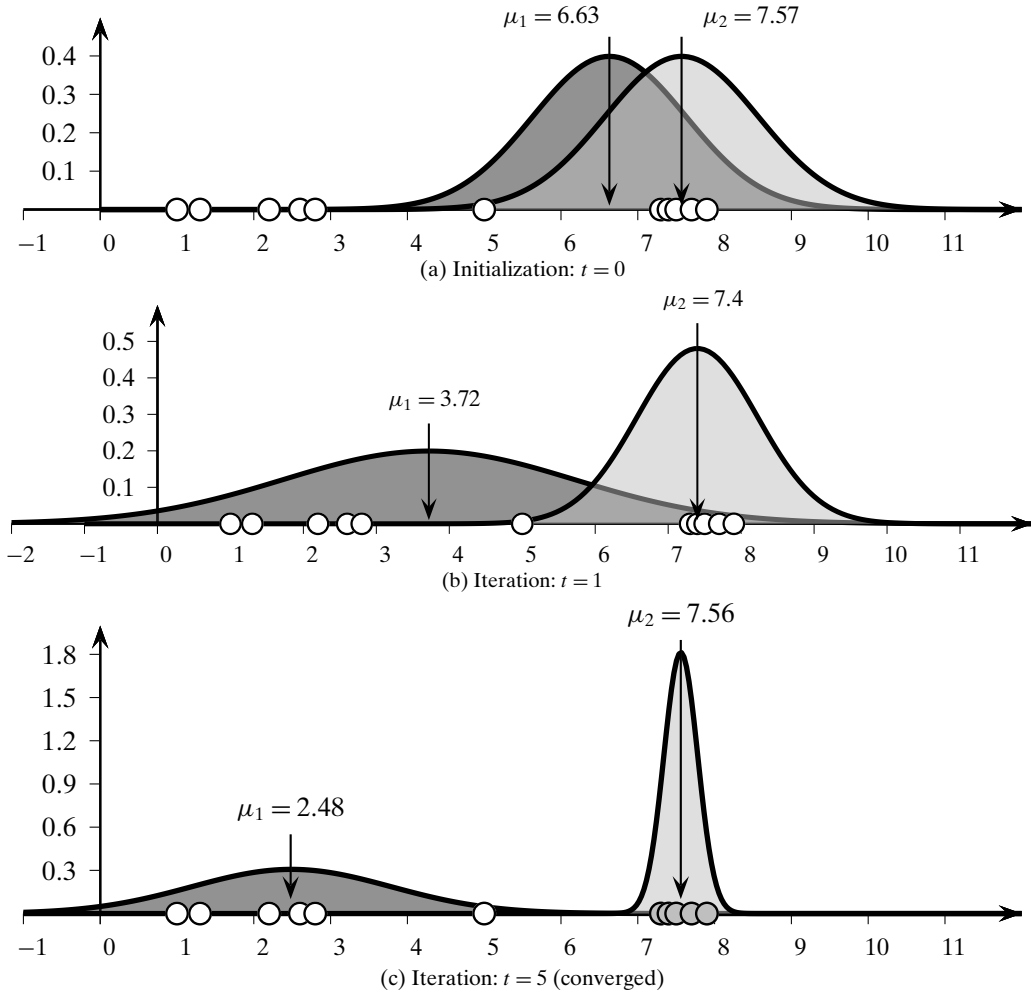 μ₁ = 6.63
μ₂ = 7.57
0.4
0.3
0.2
0.1
−1 0 1 2 3 4 5 6 7 8 9 10 11
(a) Initialization: t = 0
μ₂ = 7.4
0.5
0.4
μ₁ = 3.72
0.3
0.2
0.1
−2 −1 0 1 2 3 4 5 6 7 8 9 10 11
(b) Iteration: t = 1
μ₂ = 7.56
1.8
1.5
1.2
0.9
μ₁ = 2.48
0.6
0.3
−1 0 1 2 3 4 5 6 7 8 9 10 11
(c) Iteration: t = 5 (converged)